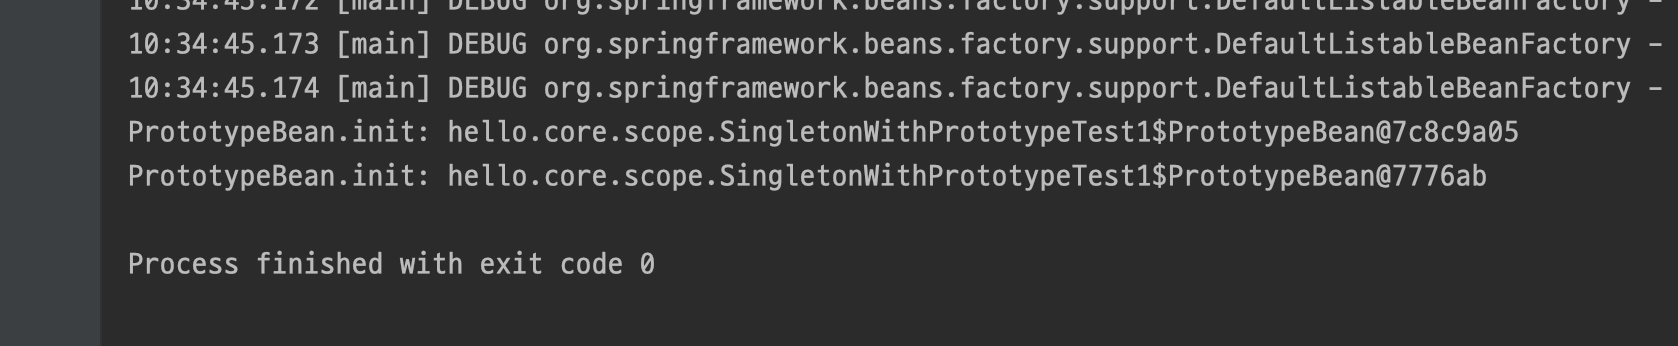 10:34:45.172 [main] DEBUG org.springframework.beans.factory.support.DefaultListableBeanFactory -
10:34:45.173 [main] DEBUG org.springframework.beans.factory.support.DefaultListableBeanFactory -
10:34:45.174 [main] DEBUG org.springframework.beans.factory.support.DefaultListableBeanFactory -
PrototypeBean.init: hello.core.scope.SingletonWithPrototypeTest1$PrototypeBean@7c8c9a05
PrototypeBean.init: hello.core.scope.SingletonWithPrototypeTest1$PrototypeBean@7776ab
Process finished with exit code 0